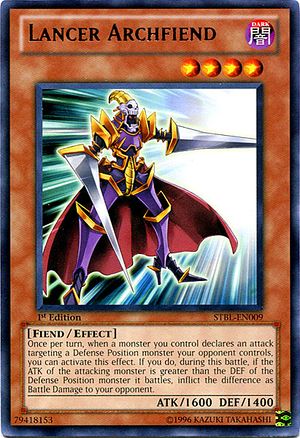 LANCER ARCHFIEND
DARK
闇
1st Edition
STBL-EN009
[FIEND / EFFECT]
Once per turn, when a monster you control declares an attack
targeting a Defense Position monster your opponent controls,
you can activate this effect. If you do, during this battle, if the
ATK of the attacking monster is greater than the DEF of the
Defense Position monster it battles, inflict the difference as
Battle Damage to your opponent.
ATK/1600 DEF/1400
79418153
©1996 KAZUKI TAKAHASHI